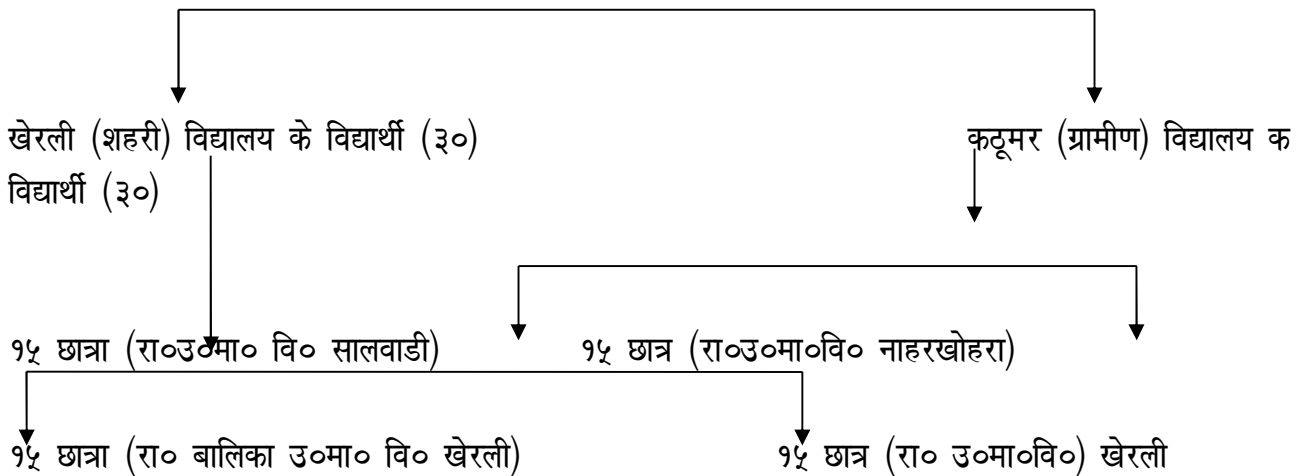 खेरली (शहरी) विद्यालय के विद्यार्थी (३०) कठूमर (ग्रामीण) विद्यालय क
विद्यार्थी (३०)
१५ छात्रा (रा०उ०मा० वि० सालवाडी) १५ छात्र (रा०उ०मा०वि० नाहरखोहरा)
१५ छात्रा (रा० बालिका उ०मा० वि० खेरली) १५ छात्र (रा० उ०मा०वि०) खेरली